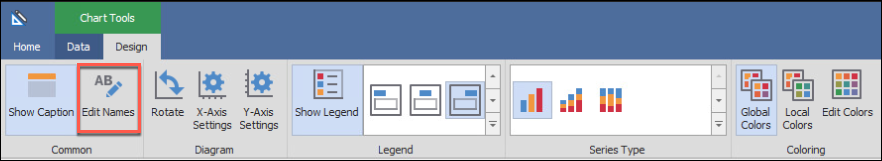 Chart Tools
Home Data Design
AB
Show Caption Edit Names Rotate X-Axis Settings Y-Axis Settings Show Legend Global Colors Local Colors Edit Colors
Common Diagram Legend Series Type Coloring